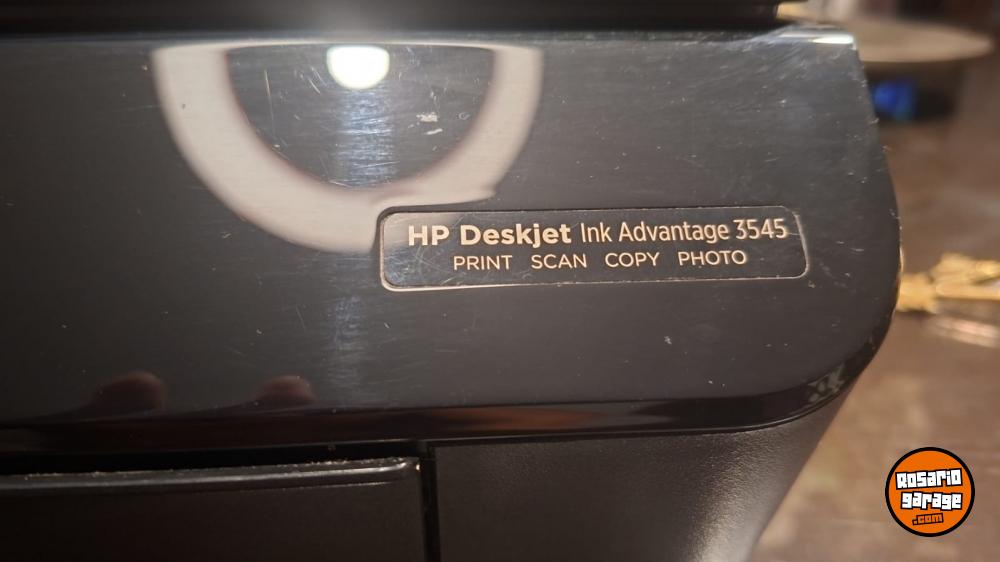 HP Deskjet Ink Advantage 3545
PRINT SCAN COPY PHOTO
Rosario
garage
.com